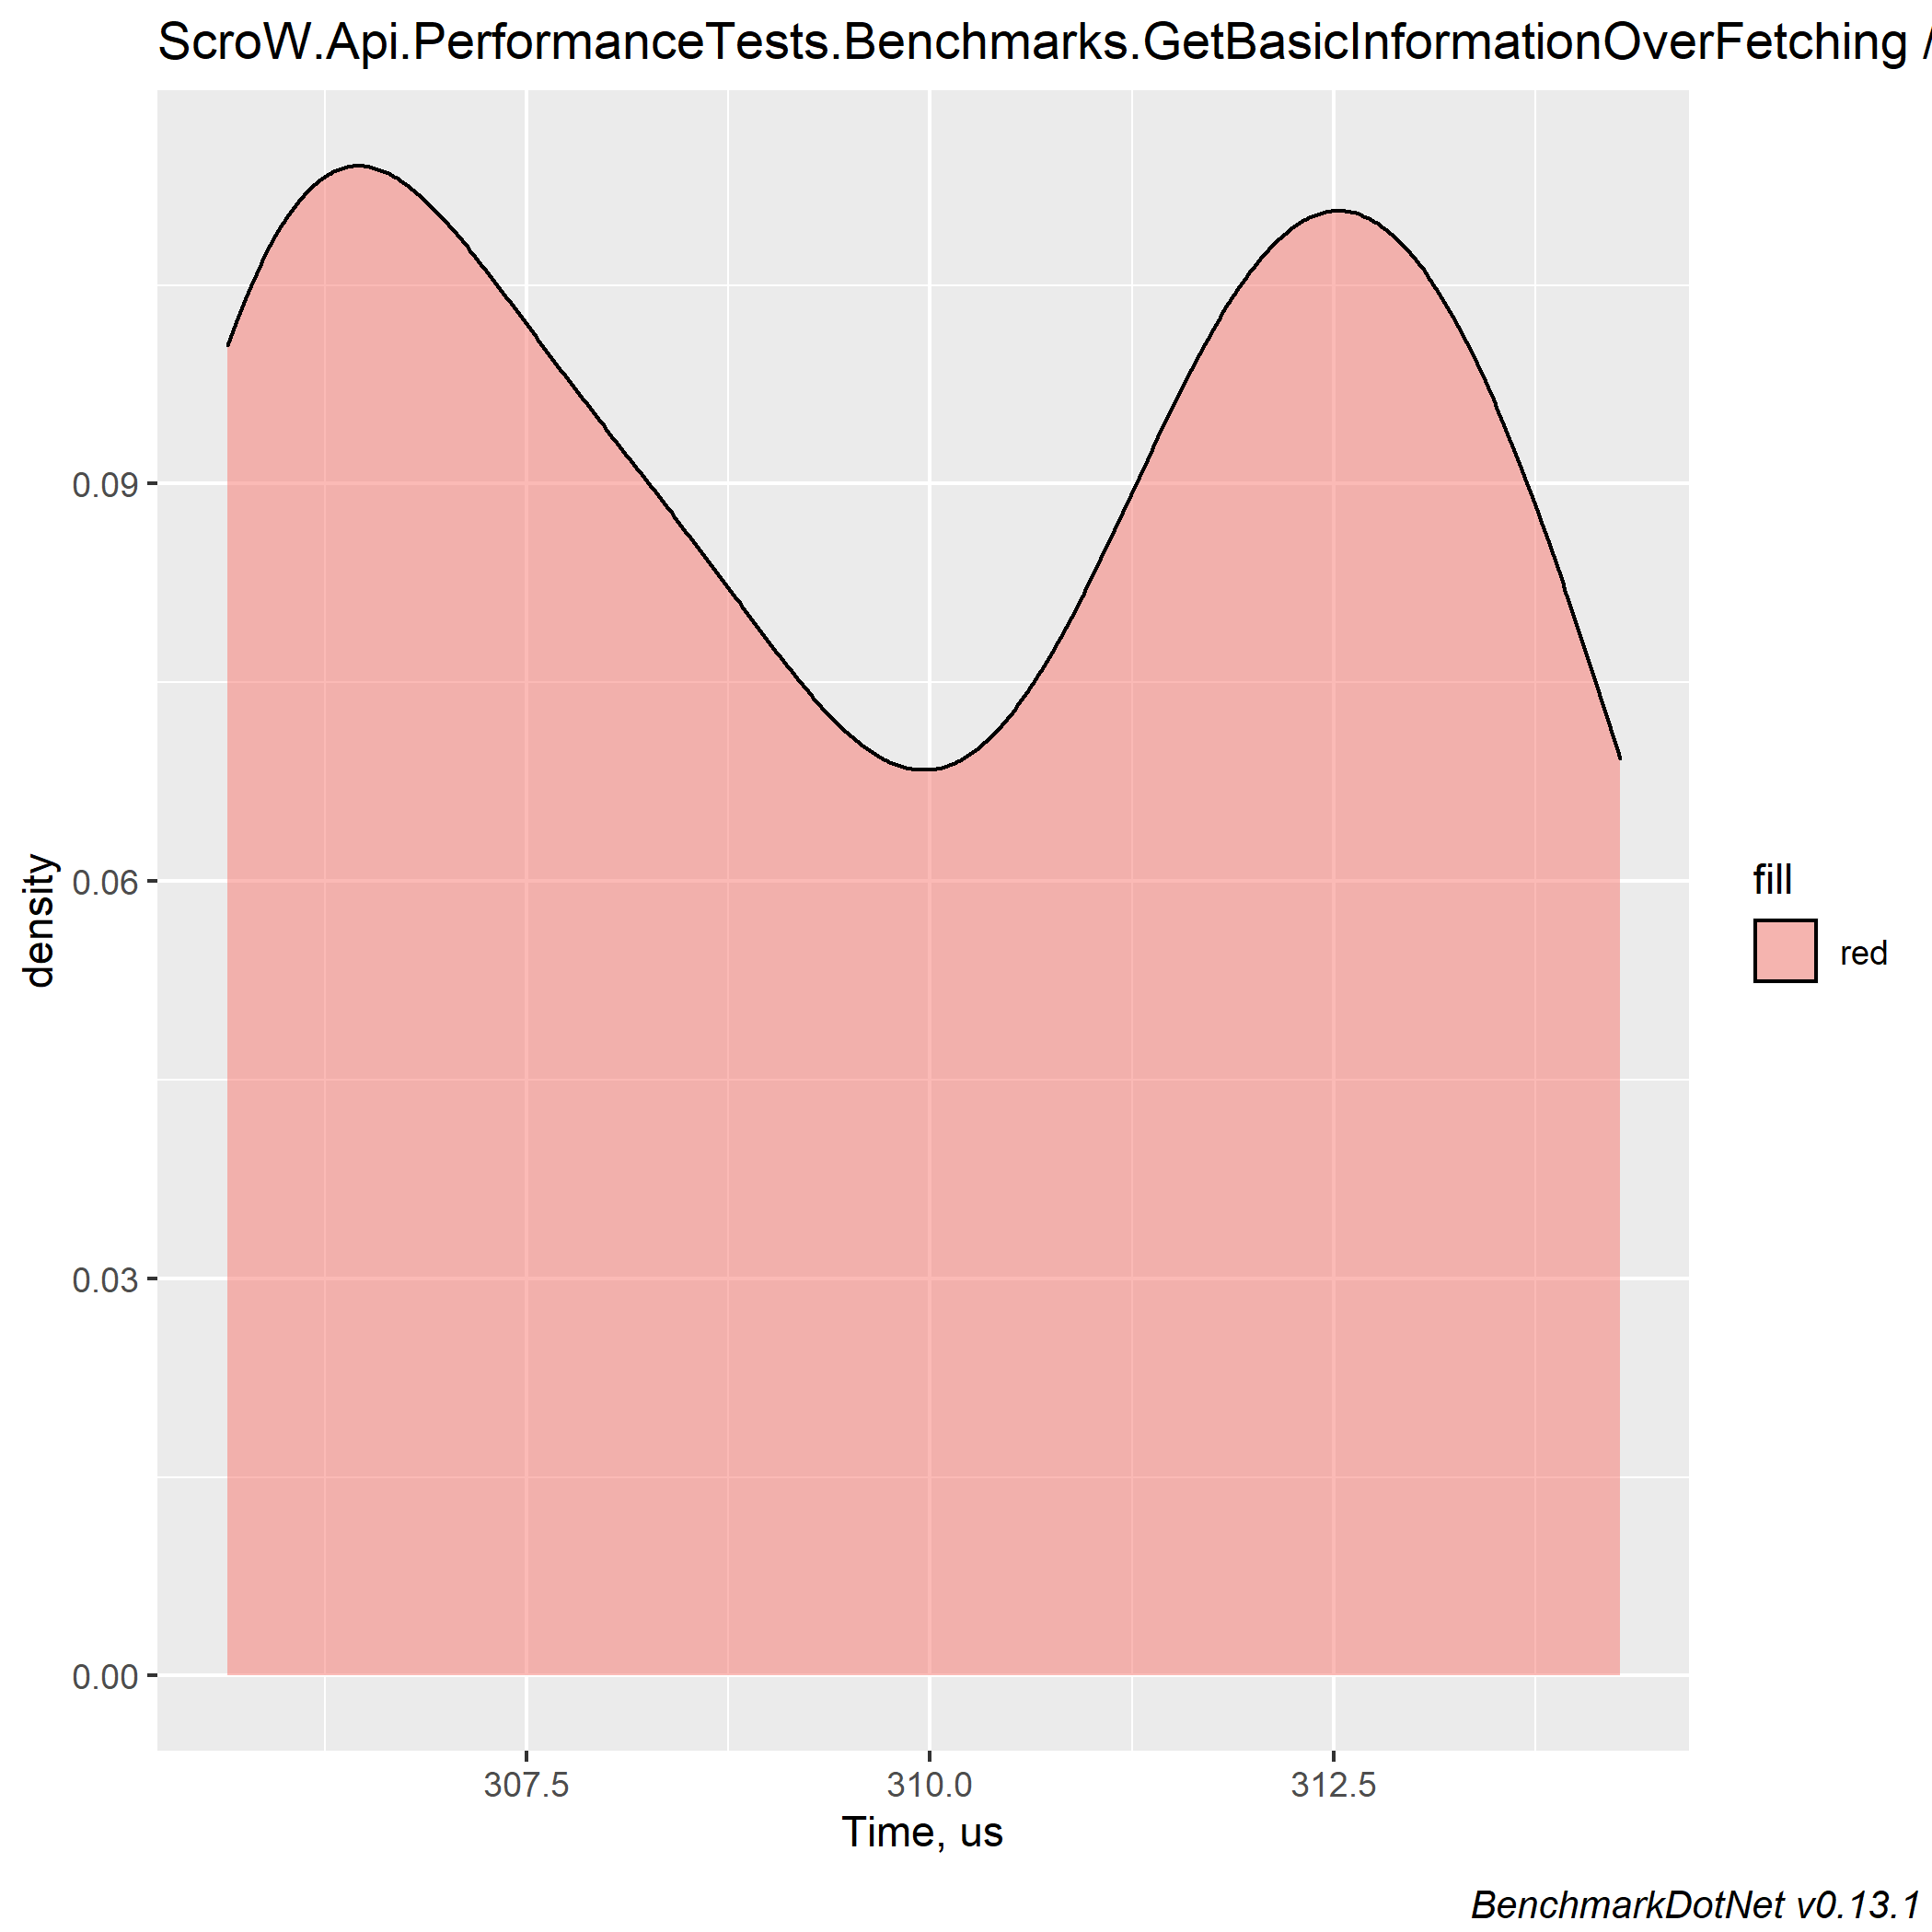 ScroW.Api.PerformanceTests.Benchmarks.GetBasicInformationOverFetching /
density
0.09
0.06
0.03
0.00
307.5 310.0 312.5
Time, us
fill
red
BenchmarkDotNet v0.13.1